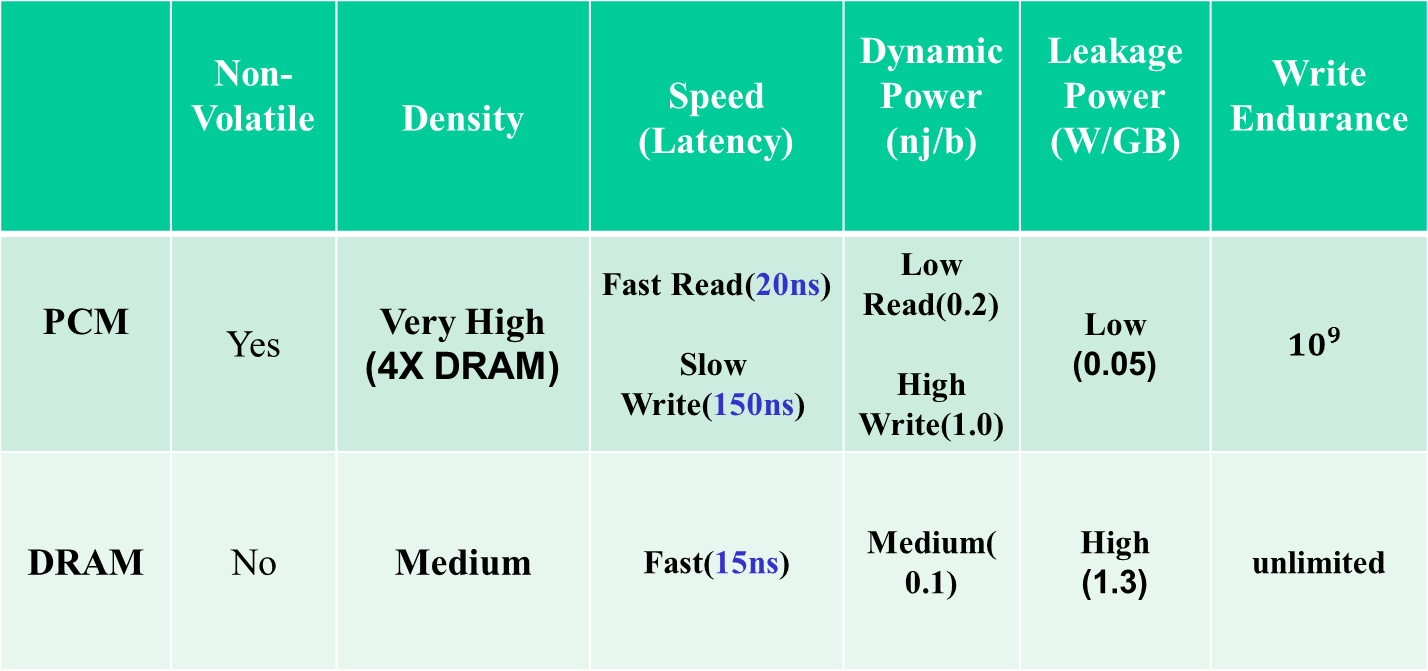 Non-
Volatile
Density
Speed
(Latency)
Dynamic
Power
(nj/b)
Leakage
Power
(W/GB)
Write
Endurance
PCM
Yes
Very High
(4X DRAM)
Fast Read(20ns)
Slow
Write(150ns)
Low
Read(0.2)
High
Write(1.0)
Low
(0.05)
10⁹
DRAM
No
Medium
Fast(15ns)
Medium(
0.1)
High
(1.3)
unlimited